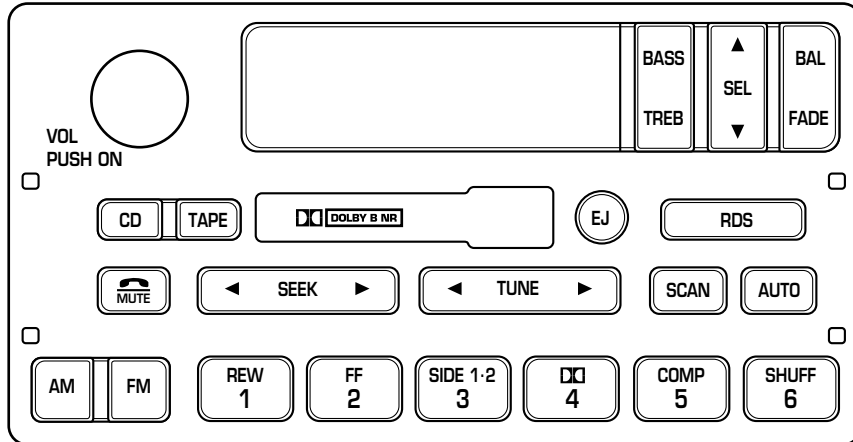 BASS
SEL
BAL
TREB
FADE
VOL
PUSH ON
CD
TAPE
DOLBY B NR
EJ
RDS
MUTE
SEEK
TUNE
SCAN
AUTO
AM
FM
REW
1
FF
2
SIDE 1·2
3
4
COMP
5
SHUFF
6